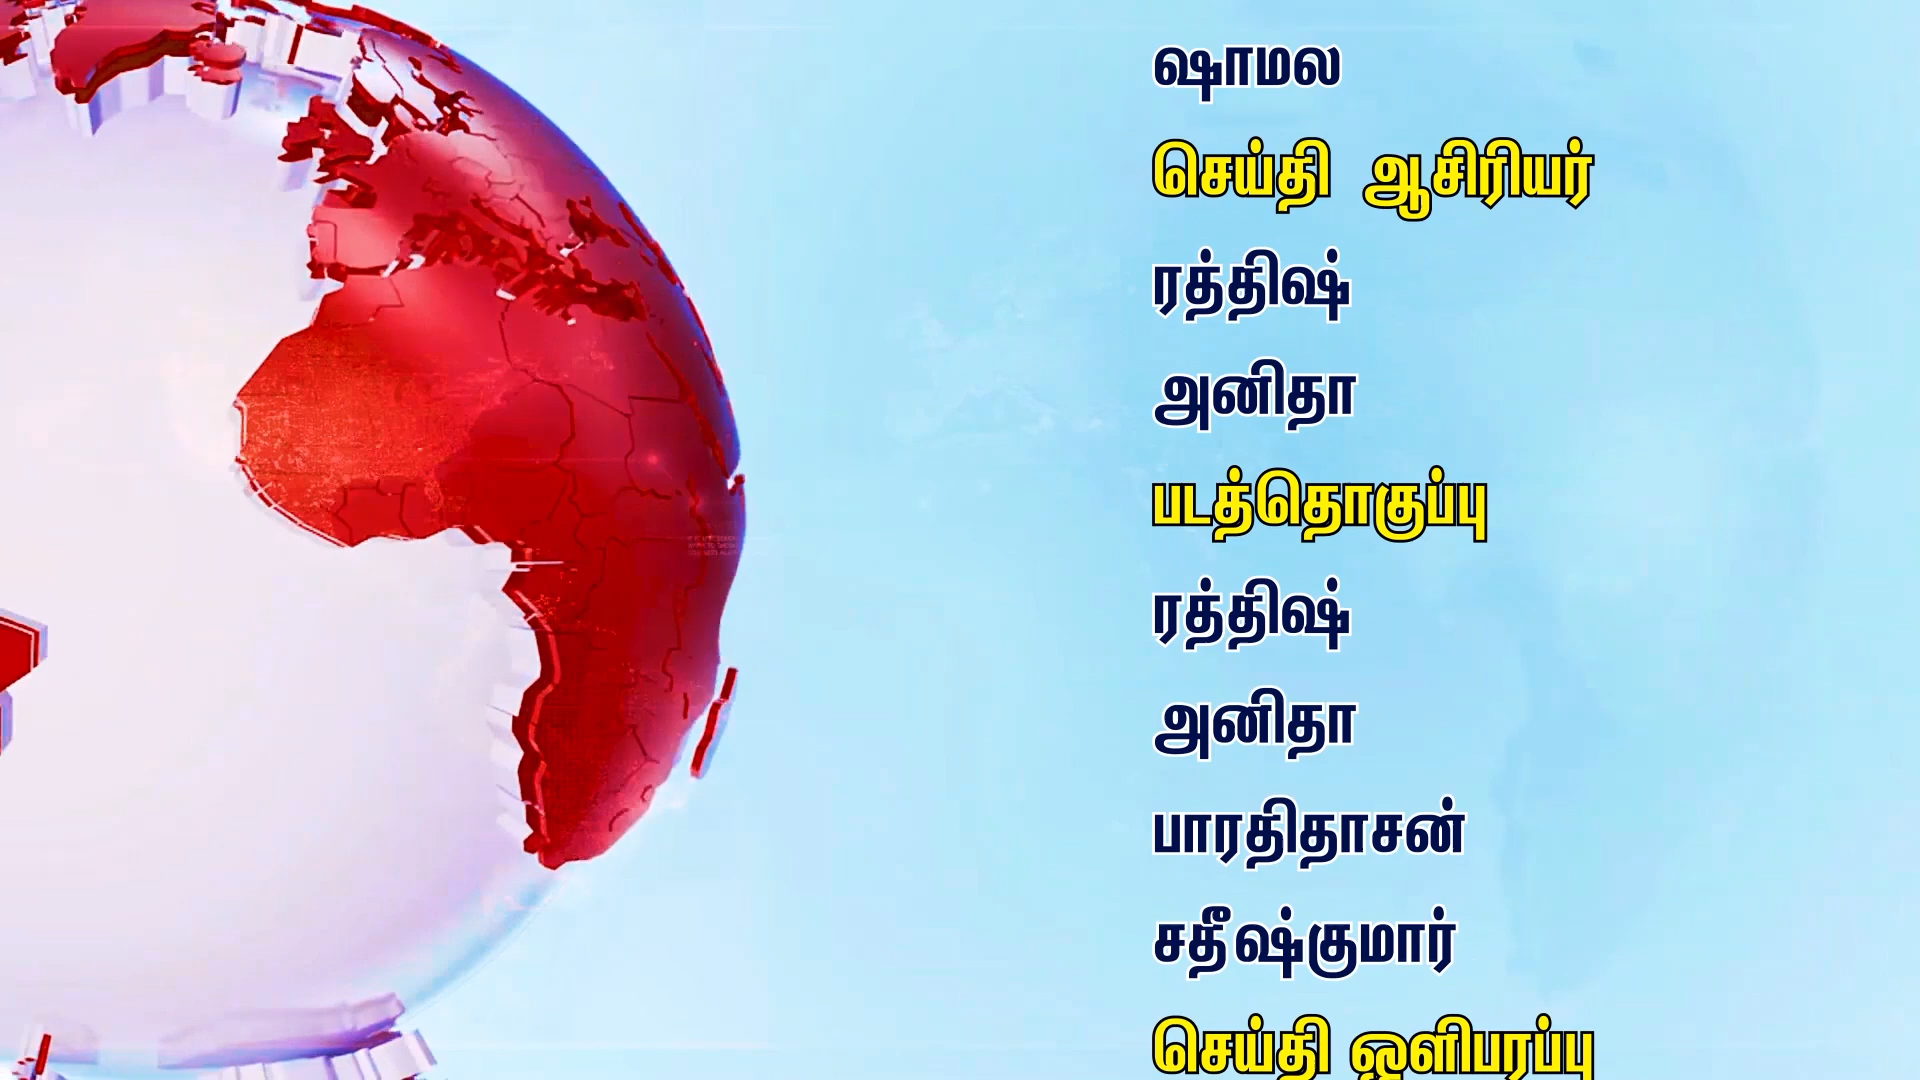 ஷாமல
செய்தி ஆசிரியர்
ரத்திஷ்
அனிதா
படத்தொகுப்பு
ரத்திஷ்
அனிதா
பாரதிதாசன்
சதீஷ்குமார்
செய்தி ஒளிபரப்பு